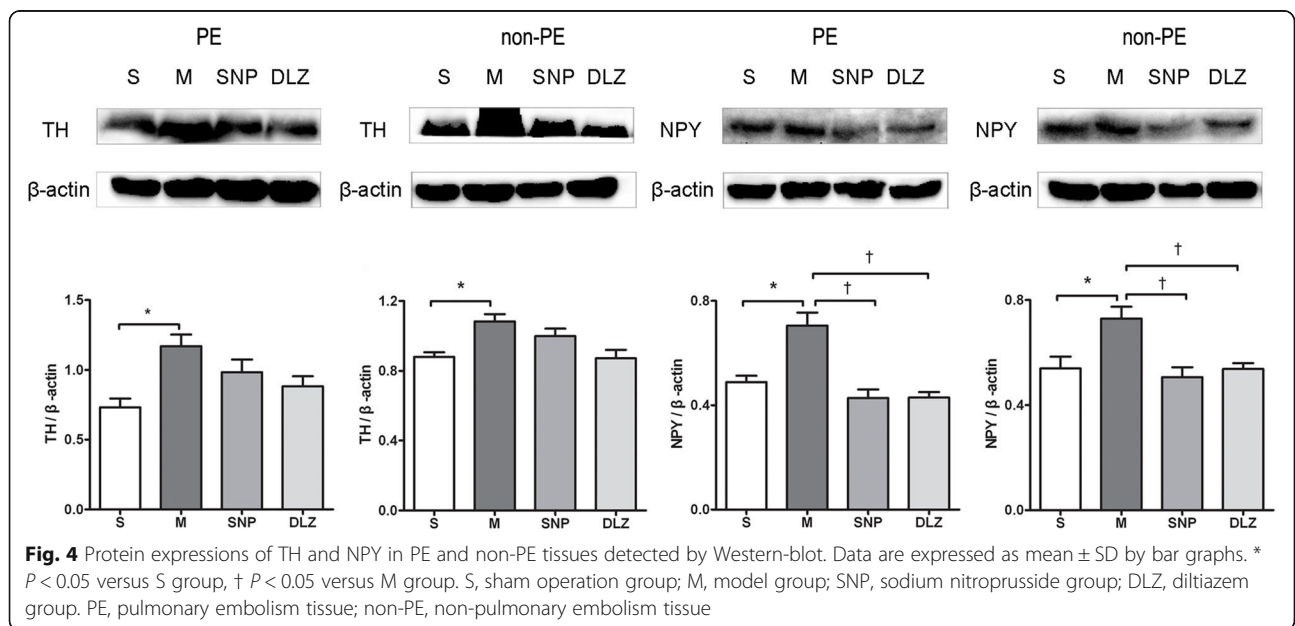 PE non-PE PE non-PE
S M SNP DLZ S M SNP DLZ S M SNP DLZ S M SNP DLZ
TH TH NPY NPY
β-actin β-actin β-actin β-actin
TH / β -actin
1.5
1.0
0.5
0.0
*
S M SNP DLZ
TH / β -actin
1.2
0.8
0.4
0.0
*
S M SNP DLZ
NPY / β -actin
0.8
0.4
0.0
*
†
†
S M SNP DLZ
NPY / β -actin
0.8
0.4
0.0
*
†
†
S M SNP DLZ
Fig. 4 Protein expressions of TH and NPY in PE and non-PE tissues detected by Western-blot. Data are expressed as mean ± SD by bar graphs. *
P < 0.05 versus S group, † P < 0.05 versus M group. S, sham operation group; M, model group; SNP, sodium nitroprusside group; DLZ, diltiazem
group. PE, pulmonary embolism tissue; non-PE, non-pulmonary embolism tissue